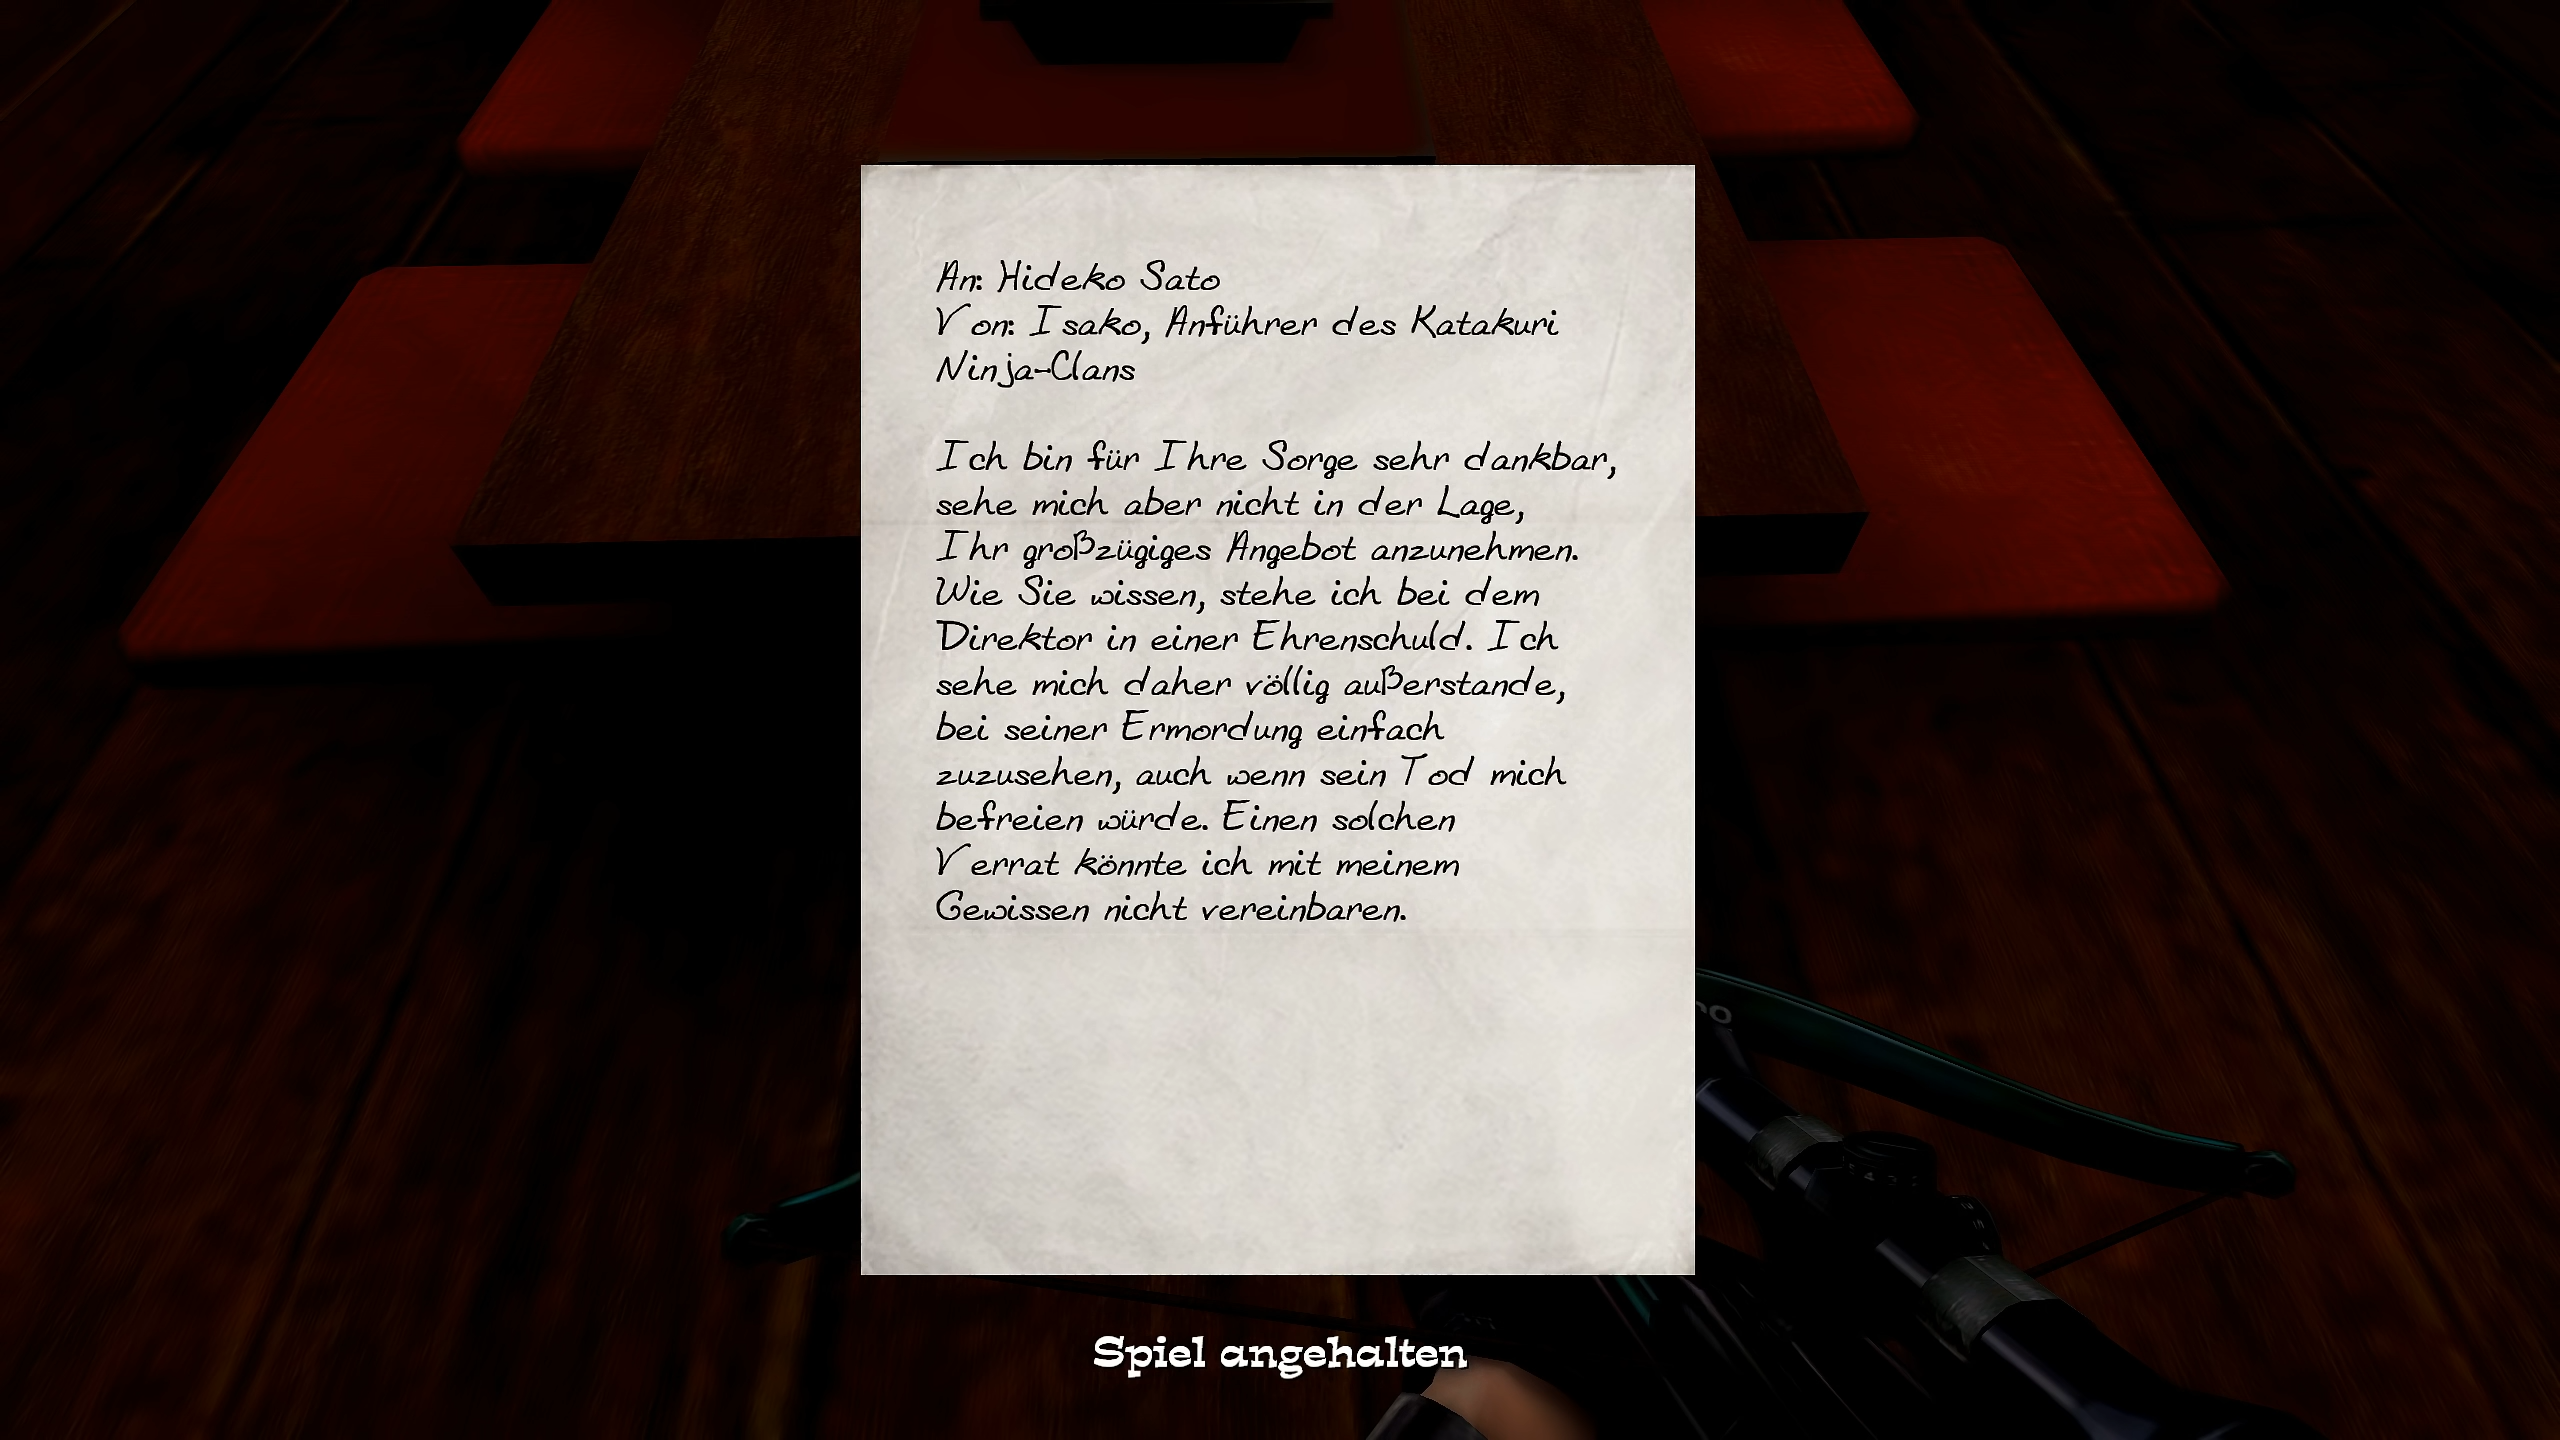 An: Hideko Sato
Von: Isako, Anführer des Katakuri
Ninja-Clans
Ich bin für Ihre Sorge sehr dankbar,
sehe mich aber nicht in der Lage,
Ihr großzügiges Angebot anzunehmen.
Wie Sie wissen, stehe ich bei dem
Direktor in einer Ehrenschuld. Ich
sehe mich daher völlig außerstande,
bei seiner Ermordung einfach
zuzusehen, auch wenn sein Tod mich
befreien würde. Einen solchen
Verrat könnte ich mit meinem
Gewissen nicht vereinbaren.
Spiel angehalten